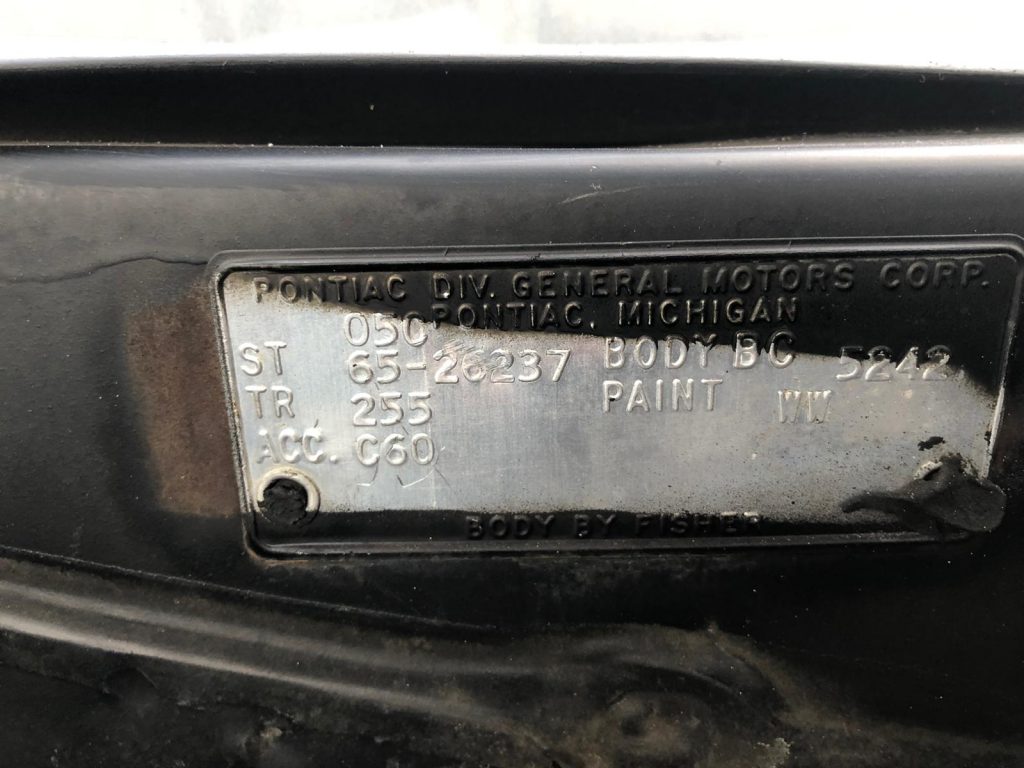 PONTIAC DIV. GENERAL MOTORS CORP.
PONTIAC, MICHIGAN
05C
ST 65-26237 BODY BC 5242
TR 255 PAINT WW
ACC. C60
BODY BY FISHER